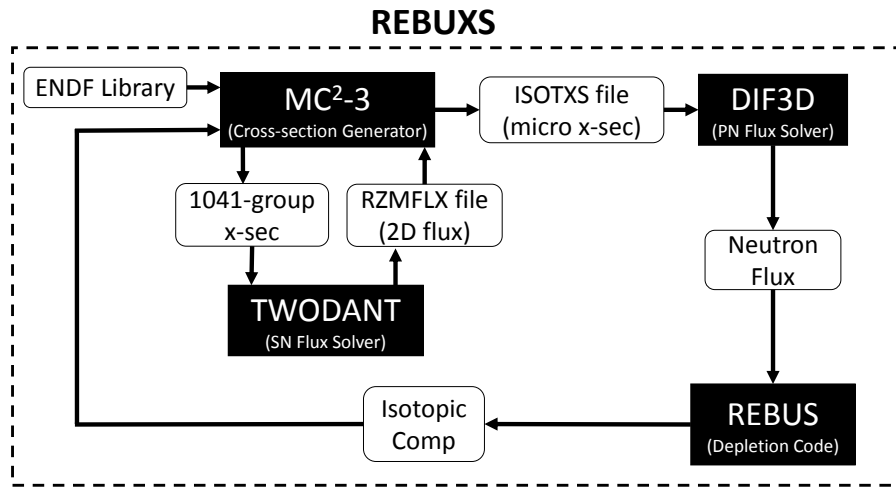 REBUXS
ENDF Library
MC²-3
(Cross-section Generator)
ISOTXS file
(micro x-sec)
DIF3D
(PN Flux Solver)
1041-group
x-sec
RZMFLX file
(2D flux)
Neutron
Flux
TWODANT
(SN Flux Solver)
Isotopic
Comp
REBUS
(Depletion Code)